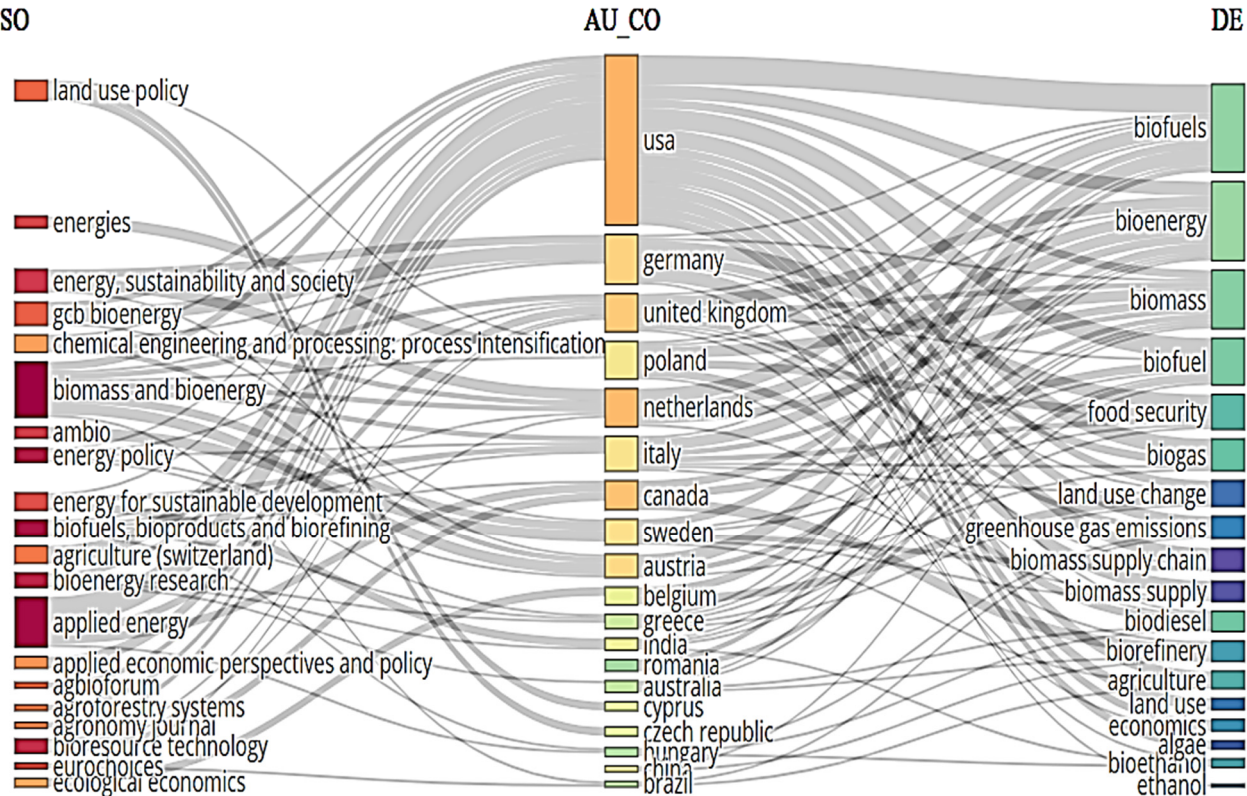 SO
AU_CO
DE
land use policy
energies
energy, sustainability and society
gcb bioenergy
chemical engineering and processing: process intensification
biomass and bioenergy
ambio
energy policy
energy for sustainable development
biofuels, bioproducts and biorefining
agriculture (switzerland)
bioenergy research
applied energy
applied economic perspectives and policy
agbioforum
agroforestry systems
agronomy journal
bioresource technology
eurochoices
ecological economics
usa
germany
united kingdom
poland
netherlands
italy
canada
sweden
austria
belgium
greece
india
romania
australia
cyprus
czech republic
hungary
china
brazil
biofuels
bioenergy
biomass
biofuel
food security
biogas
land use change
greenhouse gas emissions
biomass supply chain
biomass supply
biodiesel
biorefinery
agriculture
land use
economics
algae
bioethanol
ethanol